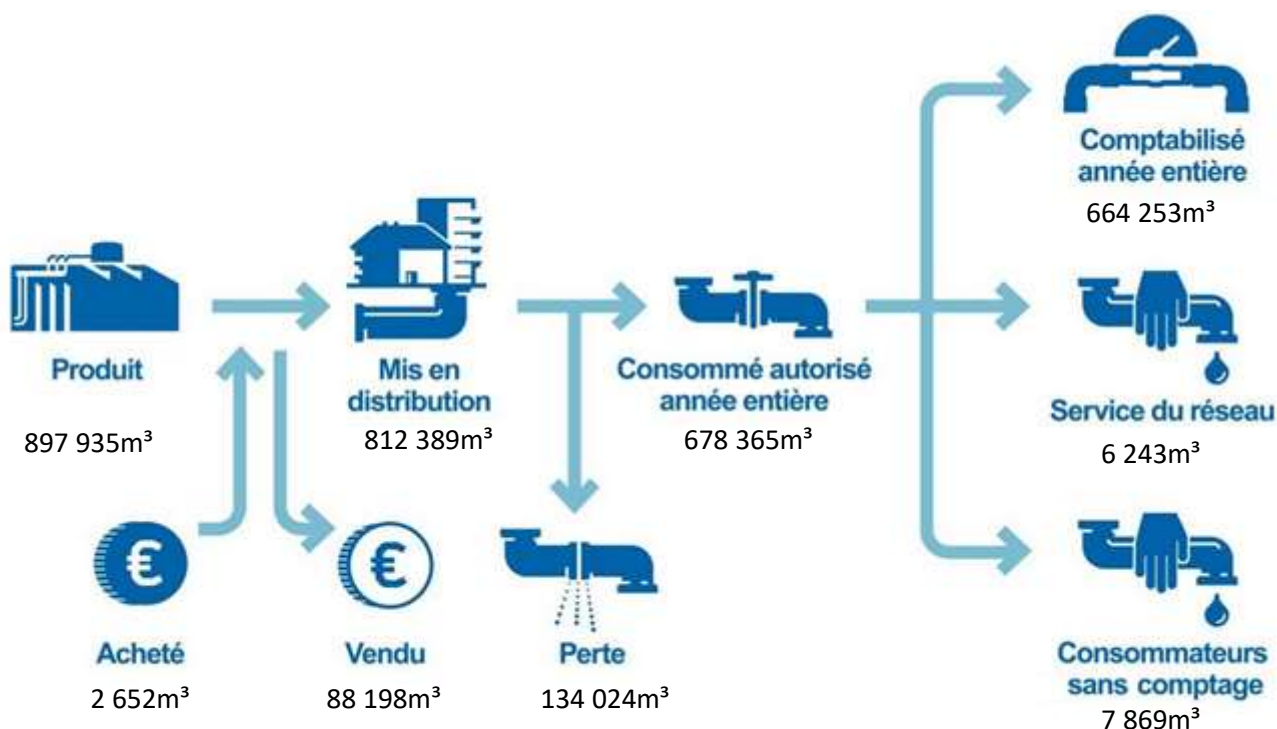 Comptabilisé
année entière
664 253m³
Produit
897 935m³
Mis en
distribution
812 389m³
Consommé autorisé
année entière
678 365m³
Service du réseau
6 243m³
€
Acheté
2 652m³
€
Vendu
88 198m³
Perte
134 024m³
Consommateurs
sans comptage
7 869m³